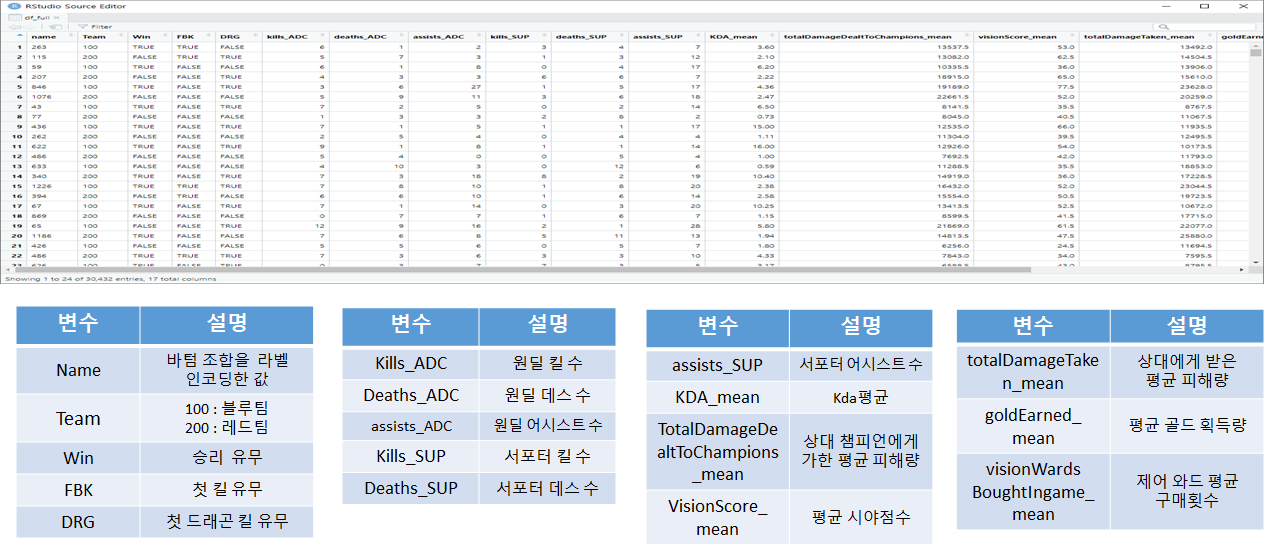 RStudio Source Editor
df_full
Filter
name Team Win FBK DRG kills_ADC deaths_ADC assists_ADC kills_SUP deaths_SUP assists_SUP KDA_mean totalDamageDealtToChampions_mean visionScore_mean totalDamageTaken_mean goldEarned
1 263 100 TRUE TRUE FALSE 6 1 2 3 4 7 3.60 13537.5 53.0 13492.0
2 115 200 FALSE TRUE FALSE 5 7 3 1 3 12 2.10 13082.0 62.5 14504.5
3 59 100 TRUE FALSE TRUE 6 1 8 0 4 17 6.20 10335.5 36.0 13906.0
4 207 200 FALSE FALSE TRUE 4 3 3 6 6 7 2.22 18915.0 65.0 15610.0
5 846 100 TRUE FALSE TRUE 3 6 27 1 5 17 4.36 19189.0 77.5 23628.0
6 1076 200 FALSE FALSE FALSE 5 9 11 3 6 18 2.47 22661.5 52.0 20259.0
7 43 100 TRUE TRUE TRUE 7 2 5 0 2 14 6.50 8141.5 35.5 8767.5
8 77 200 FALSE FALSE FALSE 1 3 3 2 8 2 0.73 8045.0 40.5 11067.5
9 436 100 TRUE FALSE TRUE 7 1 5 1 1 17 15.00 12535.0 66.0 11935.5
10 262 200 FALSE FALSE FALSE 2 5 4 0 4 4 1.11 11304.0 39.5 12495.5
11 622 100 TRUE FALSE TRUE 9 1 8 1 1 14 16.00 12926.0 54.0 10173.5
12 486 200 FALSE TRUE FALSE 5 4 0 0 5 4 1.00 7692.5 42.0 11793.0
13 633 100 FALSE FALSE FALSE 4 10 3 0 12 6 0.59 11288.5 35.5 18853.0
14 340 200 TRUE TRUE FALSE 7 3 18 8 2 19 10.40 14919.0 36.0 17228.5
15 1226 100 TRUE TRUE TRUE 7 8 10 1 8 20 2.38 16432.0 52.0 23044.5
16 394 200 FALSE FALSE FALSE 6 6 10 1 6 14 2.58 15554.0 50.5 19723.5
17 67 100 TRUE FALSE TRUE 7 1 14 0 3 20 10.25 13413.5 52.5 10672.0
18 869 200 FALSE TRUE FALSE 0 7 7 1 6 7 1.15 8599.5 41.5 17715.0
19 65 100 TRUE FALSE FALSE 12 9 16 2 1 28 5.80 21869.0 61.5 22077.0
20 1186 200 FALSE TRUE TRUE 7 6 8 5 11 13 1.94 14813.5 47.5 25880.0
21 426 100 FALSE FALSE FALSE 5 5 6 0 5 7 1.80 6256.0 24.5 11694.5
22 486 200 TRUE TRUE TRUE 7 3 6 3 3 10 4.33 7843.0 34.0 7595.5
Showing 1 to 24 of 30,432 entries, 17 total columns
변수 설명
Name 바텀 조합을 라벨
인코딩한 값
Team 100 : 블루팀
200 : 레드팀
Win 승리 유무
FBK 첫 킬 유무
DRG 첫 드래곤 킬 유무
변수 설명
Kills_ADC 원딜 킬 수
Deaths_ADC 원딜 데스 수
assists_ADC 원딜 어시스트 수
Kills_SUP 서포터 킬 수
Deaths_SUP 서포터 데스 수
변수 설명
assists_SUP 서포터 어시스트 수
KDA_mean Kda평균
TotalDamageDe
altToChampions
_mean
상대 챔피언에게
가한 평균 피해량
VisionScore_
mean
평균 시야점수
변수 설명
totalDamageTake
n_mean
상대에게 받은
평균 피해량
goldEarned_
mean
평균 골드 획득량
visionWards
BoughtIngame_
mean
제어 와드 평균
구매횟수